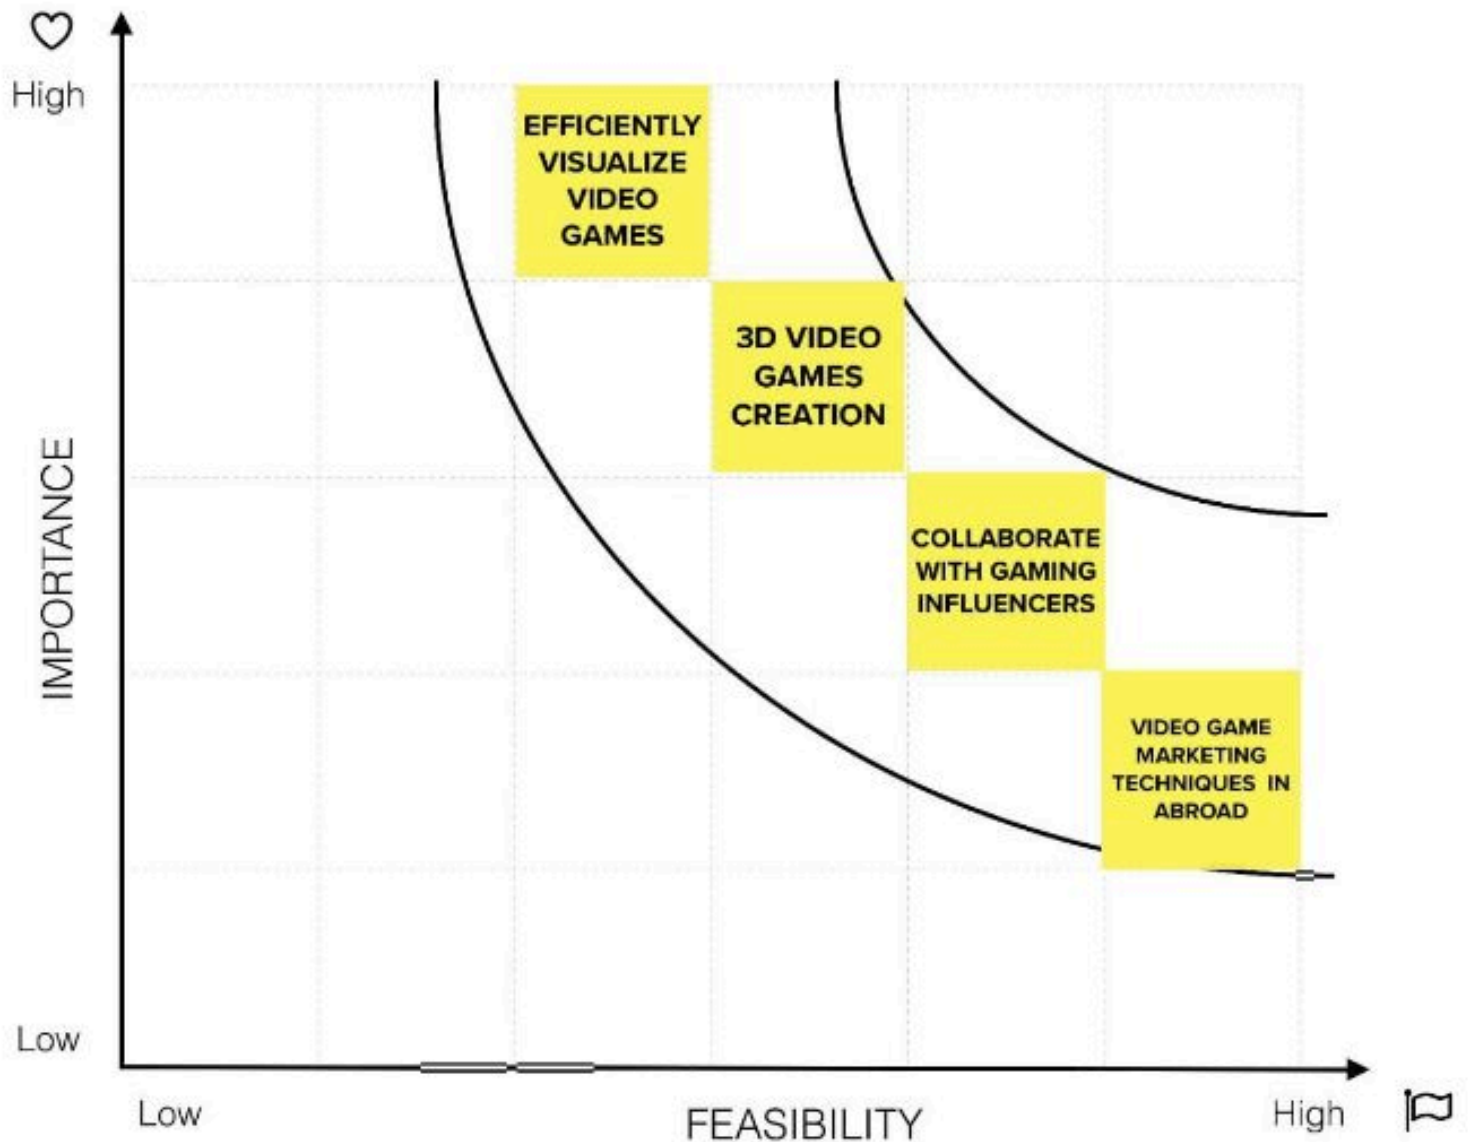 High
EFFICIENTLY
VISUALIZE
VIDEO
GAMES
3D VIDEO
GAMES
CREATION
IMPORTANCE
COLLABORATE
WITH GAMING
INFLUENCERS
VIDEO GAME
MARKETING
TECHNIQUES IN
ABROAD
Low
Low
FEASIBILITY
High